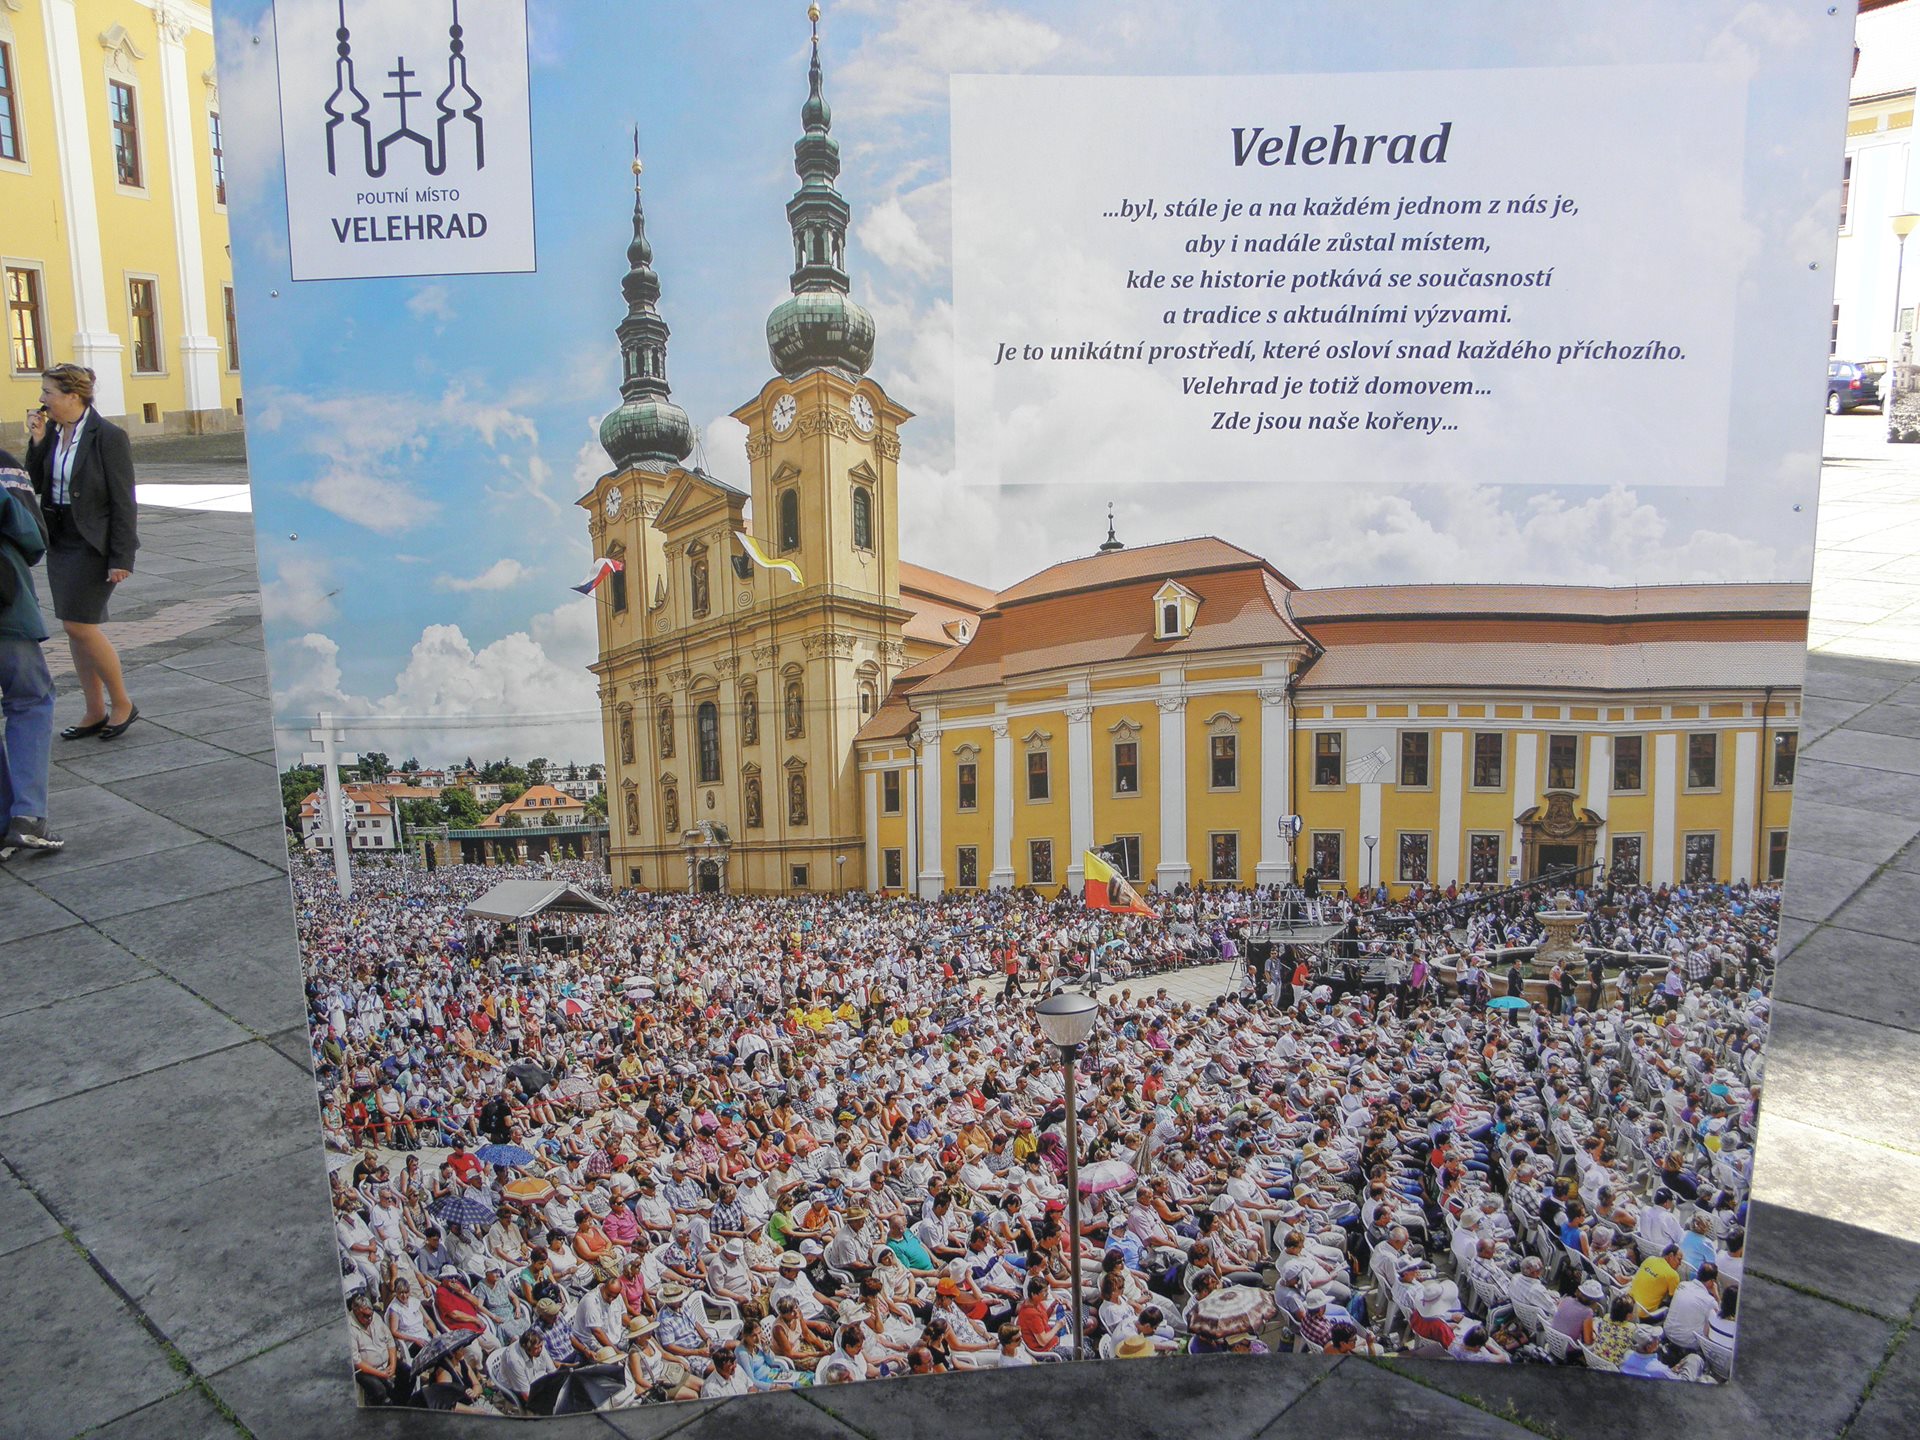 POUTNÍ MÍSTO
VELEHRAD
Velehrad
...byl, stále je a na každém jednom z nás je,
aby i nadále zůstal místem,
kde se historie potkává se současností
a tradice s aktuálními výzvami.
Je to unikátní prostředí, které osloví snad každého příchozího.
Velehrad je totiž domovem...
Zde jsou naše kořeny...